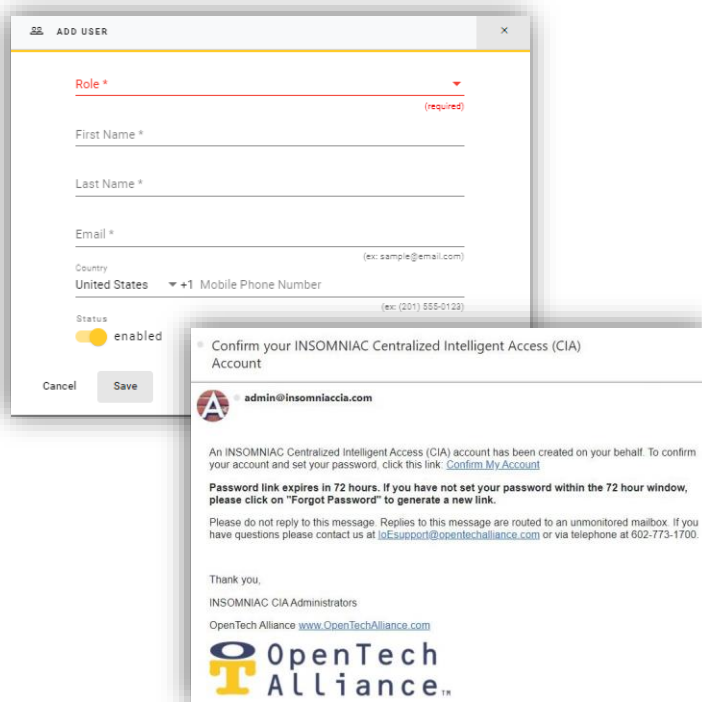 ADD USER ×
Role *
(required)
First Name *
Last Name *
Email *
(ex: sample@email.com)
Country
United States +1 Mobile Phone Number
(ex: (201) 555-0123)
Status
enabled
Cancel Save
Confirm your INSOMNIAC Centralized Intelligent Access (CIA)
Account
A admin@insomniaccia.com
An INSOMNIAC Centralized Intelligent Access (CIA) account has been created on your behalf. To confirm
your account and set your password, click this link: Confirm My Account
Password link expires in 72 hours. If you have not set your password within the 72 hour window,
please click on "Forgot Password" to generate a new link.
Please do not reply to this message. Replies to this message are routed to an unmonitored mailbox. If you
have questions please contact us at IoEsupport@opentechalliance.com or via telephone at 602-773-1700.
Thank you,
INSOMNIAC CIA Administrators
OpenTech Alliance www.OpenTechAlliance.com
OpenTech
Alliance™